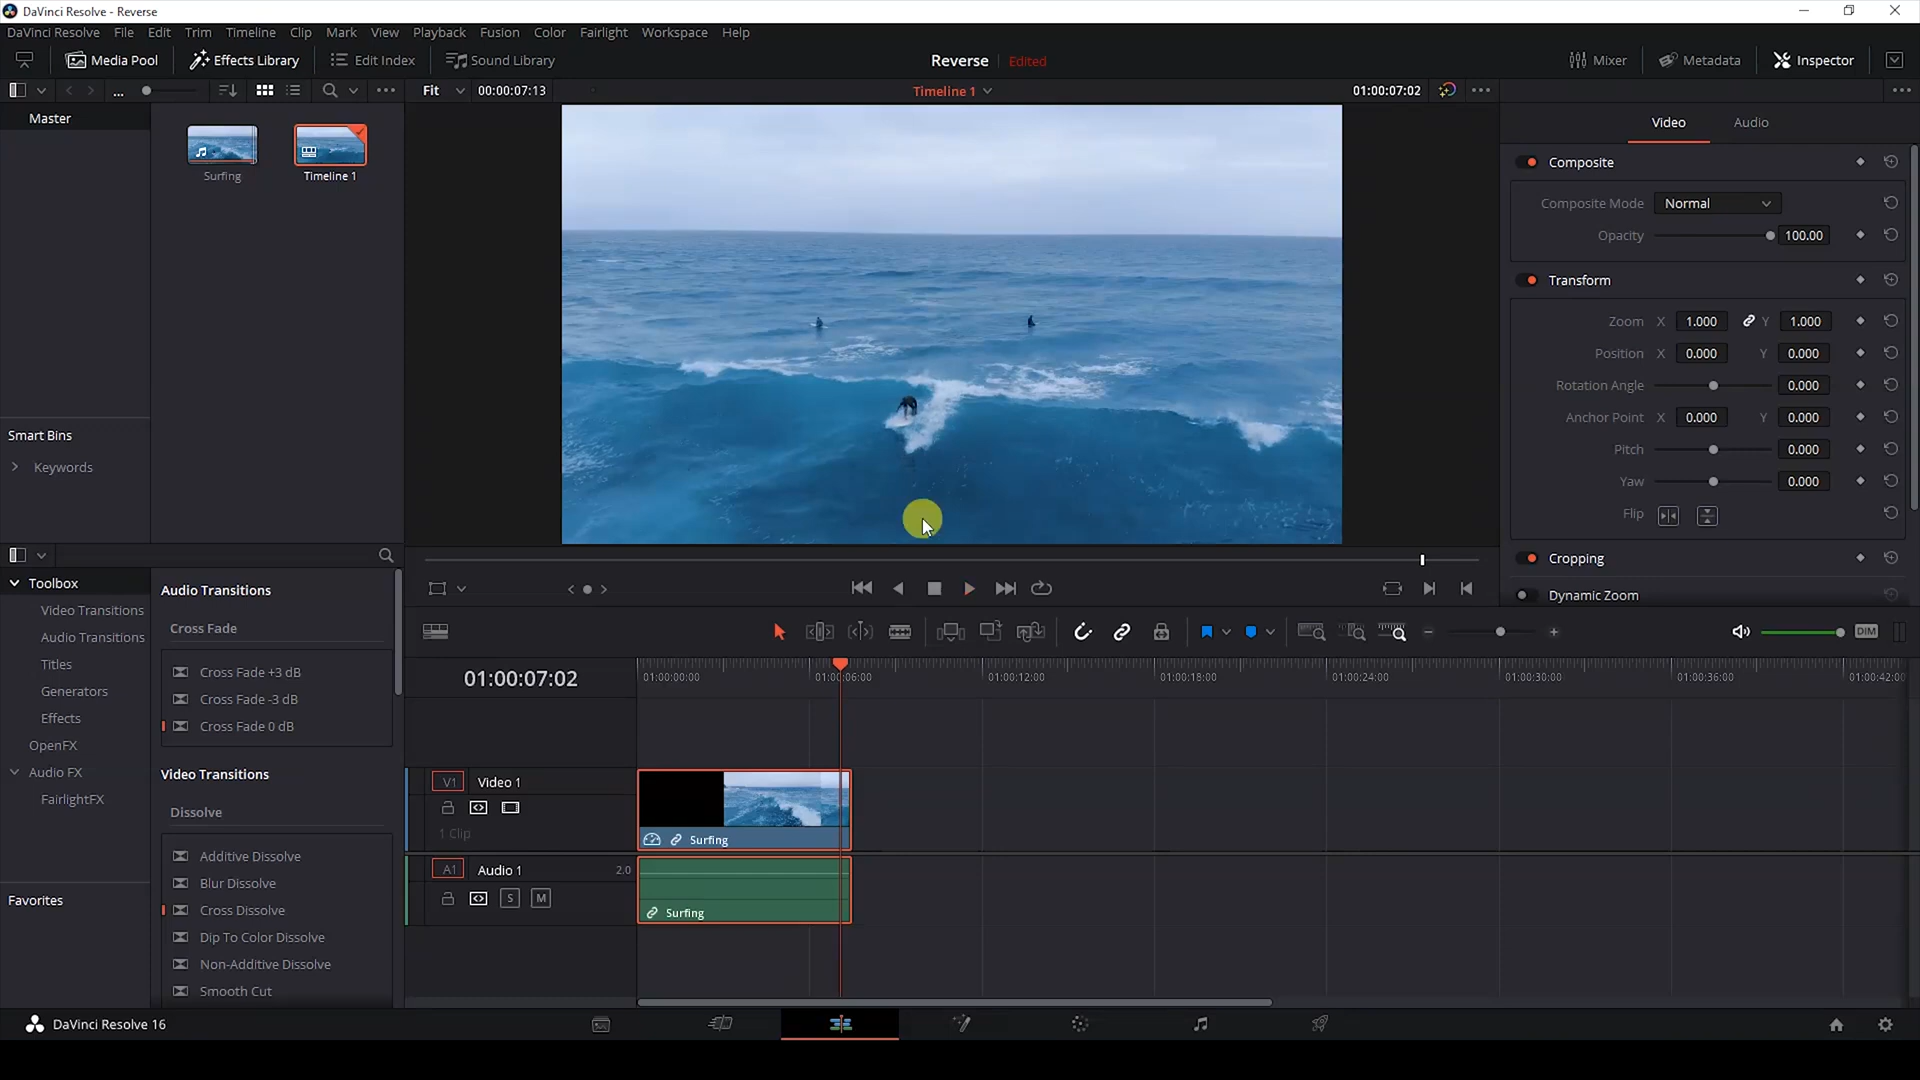 DaVinci Resolve - Reverse
DaVinci Resolve File Edit Trim Timeline Clip Mark View Playback Fusion Color Fairlight Workspace Help
Media Pool Effects Library Edit Index Sound Library Reverse Edited Mixer Metadata Inspector
... Fit 00:00:07:13 Timeline 1 01:00:07:02
Master
Surfing Timeline 1
Video Audio
Composite
Composite Mode Normal
Opacity 100.00
Transform
Zoom X 1.000 Y 1.000
Position X 0.000 Y 0.000
Rotation Angle 0.000
Anchor Point X 0.000 Y 0.000
Pitch 0.000
Yaw 0.000
Flip
Cropping
Dynamic Zoom
Smart Bins
Keywords
Toolbox
Video Transitions
Audio Transitions
Titles
Generators
Effects
OpenFX
Audio FX
FairlightFX
Favorites
Audio Transitions
Cross Fade
Cross Fade +3 dB
Cross Fade -3 dB
Cross Fade 0 dB
Video Transitions
Dissolve
Additive Dissolve
Blur Dissolve
Cross Dissolve
Dip To Color Dissolve
Non-Additive Dissolve
Smooth Cut
DIM
01:00:07:02
01:00:00:00 01:00:06:00 01:00:12:00 01:00:18:00 01:00:24:00 01:00:30:00 01:00:36:00 01:00:42:00
V1 Video 1
1 Clip
Surfing
A1 Audio 1 2.0
S M
Surfing
DaVinci Resolve 16